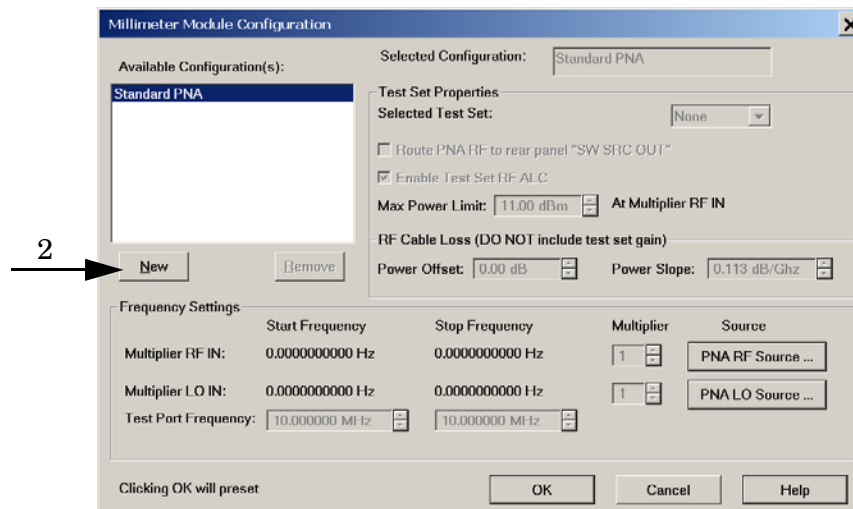 Millimeter Module Configuration
Available Configuration(s):
Selected Configuration: Standard PNA
Standard PNA
Test Set Properties
Selected Test Set: None
Route PNA RF to rear panel "SW SRC OUT"
Enable Test Set RF ALC
Max Power Limit: 11.00 dBm At Multiplier RF IN
2
New Remove
RF Cable Loss (DO NOT include test set gain)
Power Offset: 0.00 dB Power Slope: 0.113 dB/Ghz
Frequency Settings
Start Frequency Stop Frequency Multiplier Source
Multiplier RF IN: 0.0000000000 Hz 0.0000000000 Hz 1 PNA RF Source ...
Multiplier LO IN: 0.0000000000 Hz 0.0000000000 Hz 1 PNA LO Source ...
Test Port Frequency: 10.000000 MHz 10.000000 MHz
Clicking OK will preset OK Cancel Help